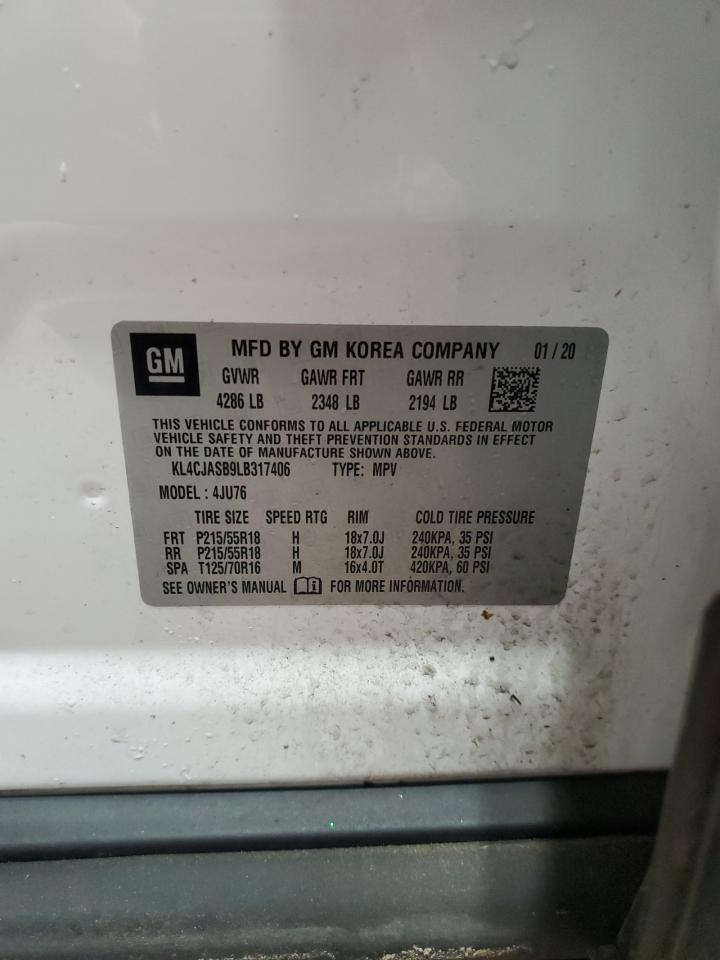 GM MFD BY GM KOREA COMPANY 01 / 20
GVWR GAWR FRT GAWR RR
4286 LB 2348 LB 2194 LB
THIS VEHICLE CONFORMS TO ALL APPLICABLE U.S. FEDERAL MOTOR
VEHICLE SAFETY AND THEFT PREVENTION STANDARDS IN EFFECT
ON THE DATE OF MANUFACTURE SHOWN ABOVE.
KL4CJASB9LB317406 TYPE: MPV
MODEL : 4JU76
TIRE SIZE SPEED RTG RIM COLD TIRE PRESSURE
FRT P215/55R18 H 18x7.0J 240KPA, 35 PSI
RR P215/55R18 H 18x7.0J 240KPA, 35 PSI
SPA T125/70R16 M 16x4.0T 420KPA, 60 PSI
SEE OWNER'S MANUAL FOR MORE INFORMATION.